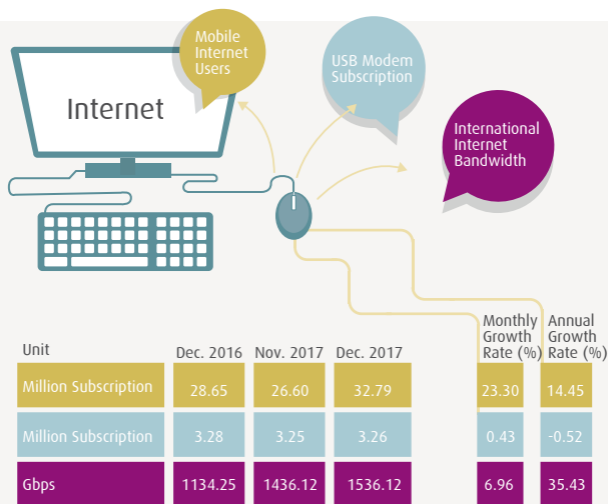 Mobile
Internet
Users
USB Modem
Subscription
Internet
International
Internet
Bandwidth
Unit Dec. 2016 Nov. 2017 Dec. 2017 Monthly Growth Rate (%) Annual Growth Rate (%)
Million Subscription 28.65 26.60 32.79 23.30 14.45
Million Subscription 3.28 3.25 3.26 0.43 -0.52
Gbps 1134.25 1436.12 1536.12 6.96 35.43